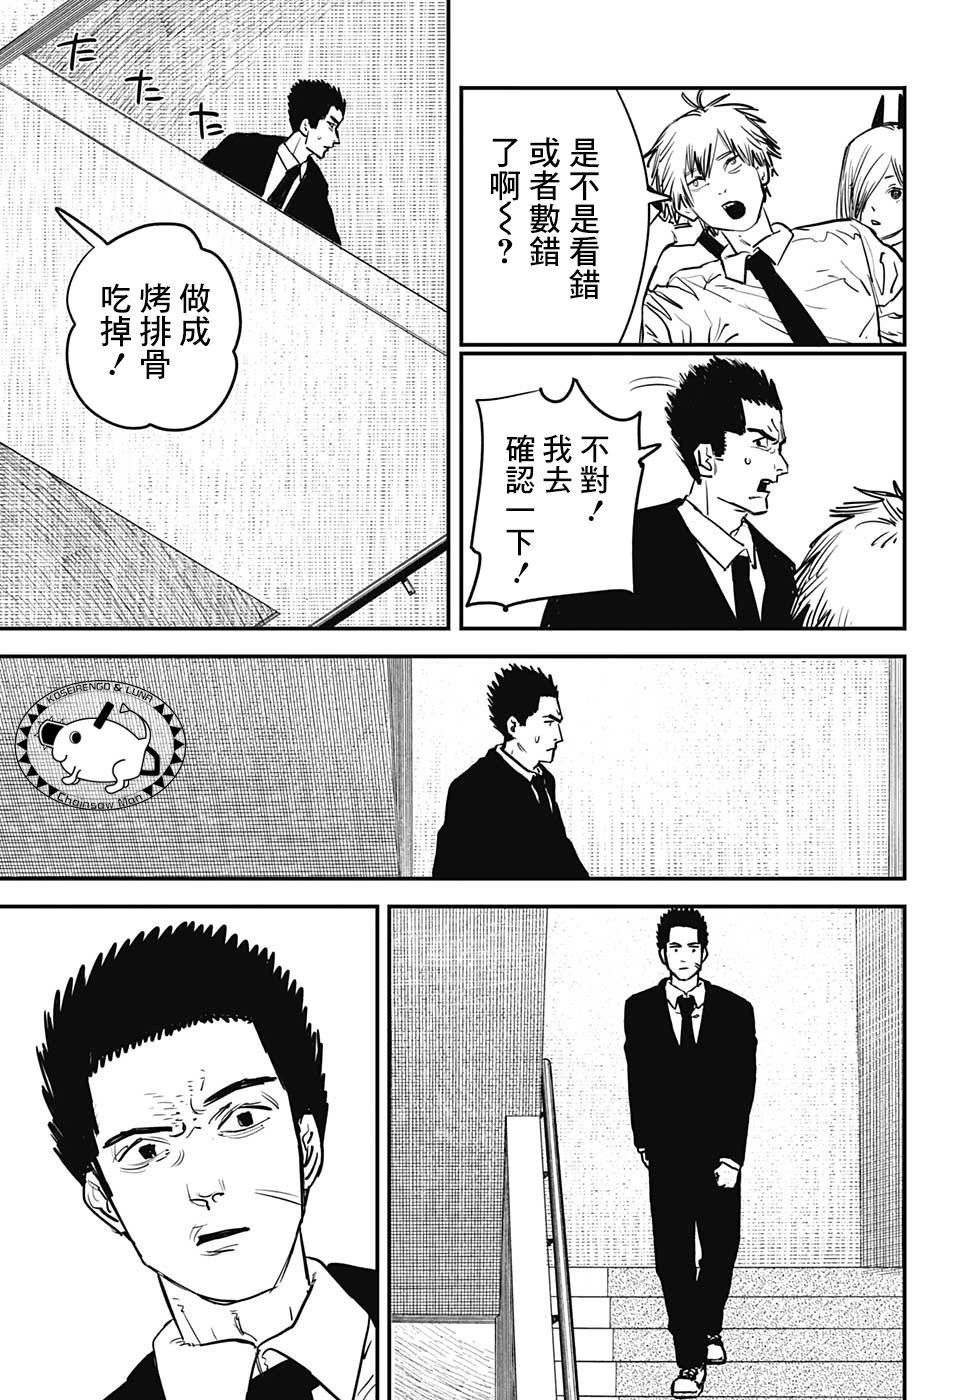 是不是看錯
或者數錯
了啊～？
不對！
我去
確認一下！
た
た
た
做成
烤排骨
吃掉！
KOSEIRENGO & LUNA
Chainsaw Man